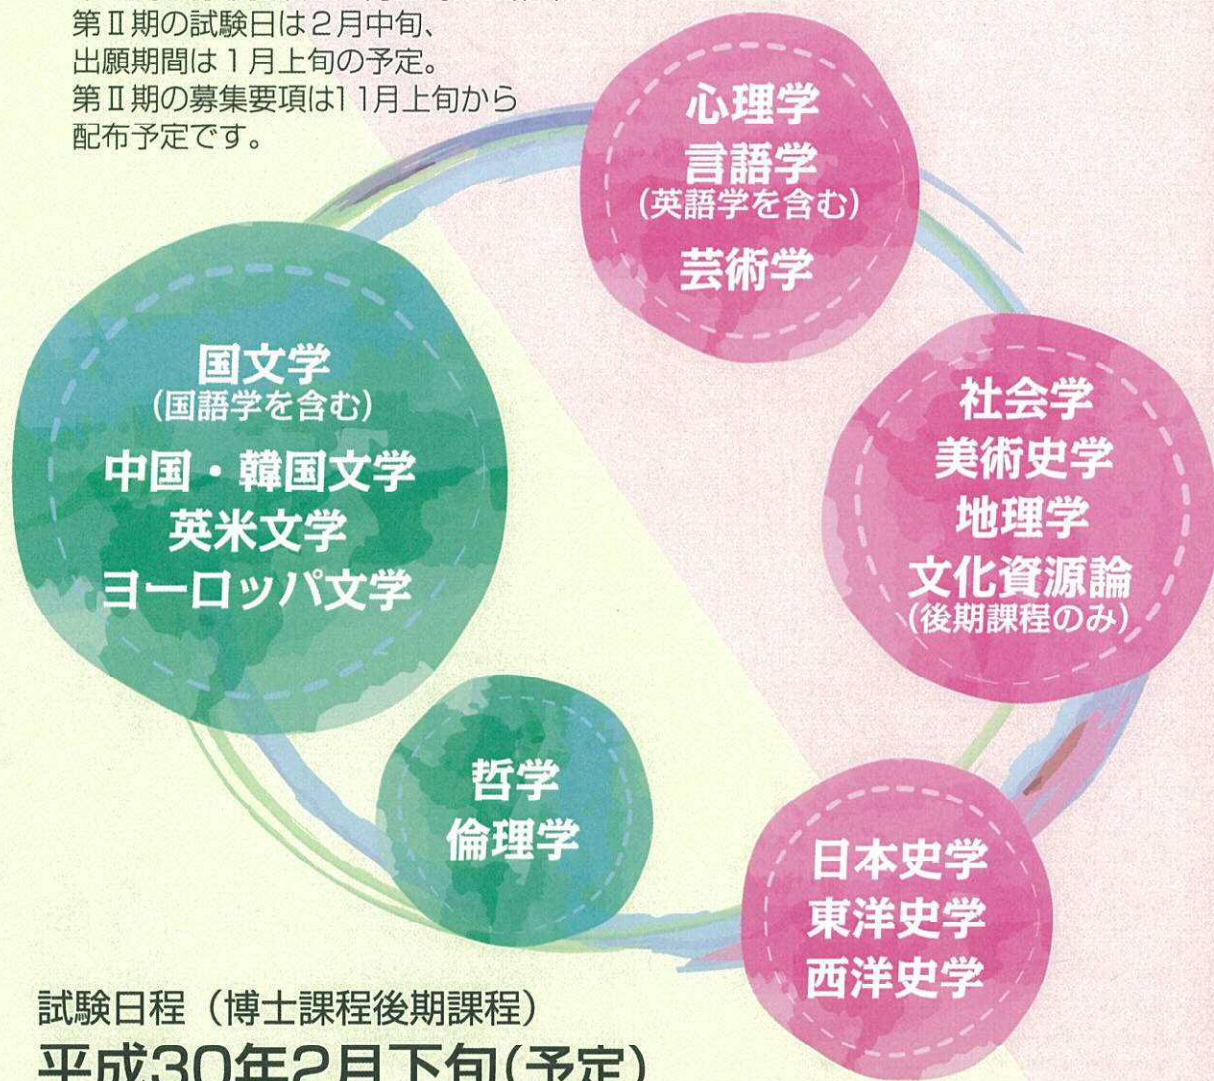 第Ⅱ期の試験日は2月中旬、
出願期間は1月上旬の予定。
第Ⅱ期の募集要項は11月上旬から
配布予定です。
心理学
言語学
(英語学を含む)
芸術学
国文学
(国語学を含む)
中国・韓国文学
英米文学
ヨーロッパ文学
社会学
美術史学
地理学
文化資源論
(後期課程のみ)
哲学
倫理学
日本史学
東洋史学
西洋史学
試験日程（博士課程後期課程）
平成30年2月下旬(予定)